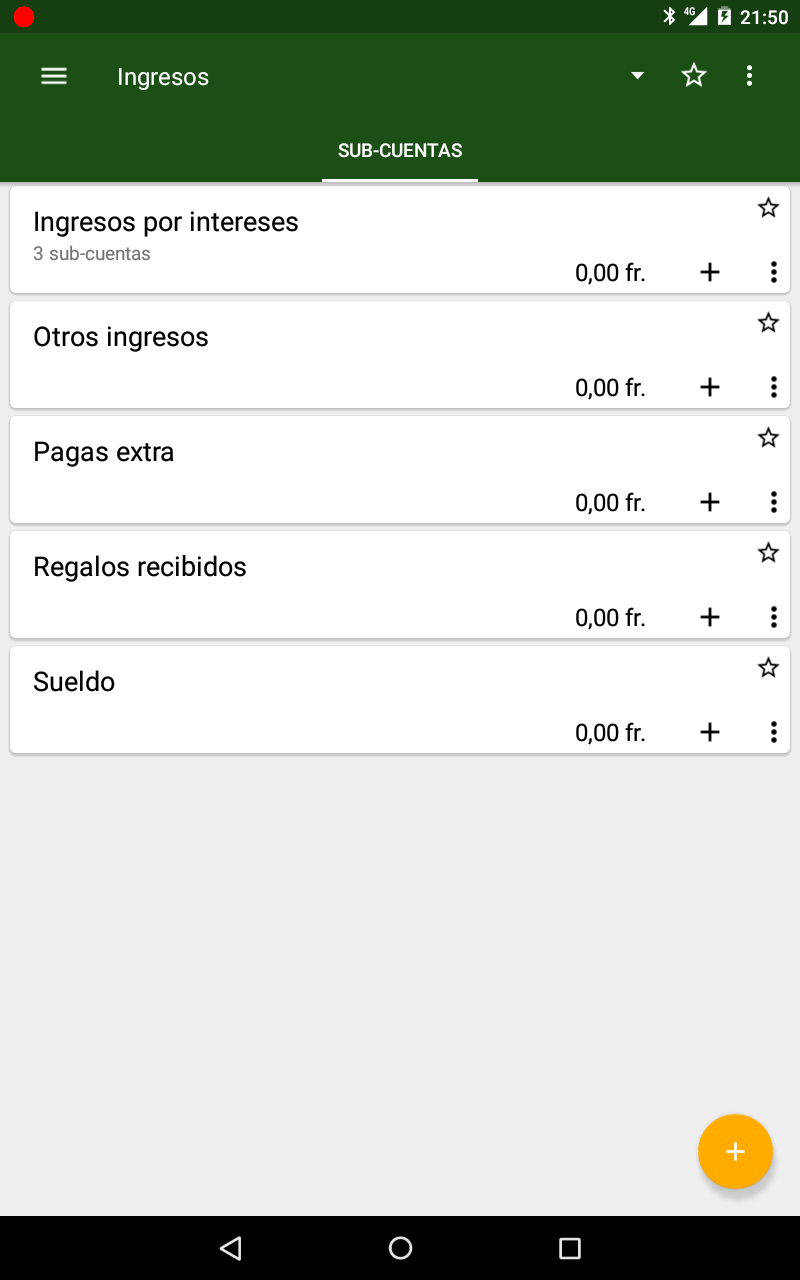 4G 21:50
Ingresos
SUB-CUENTAS
Ingresos por intereses
3 sub-cuentas
0,00 fr.
Otros ingresos
0,00 fr.
Pagas extra
0,00 fr.
Regalos recibidos
0,00 fr.
Sueldo
0,00 fr.